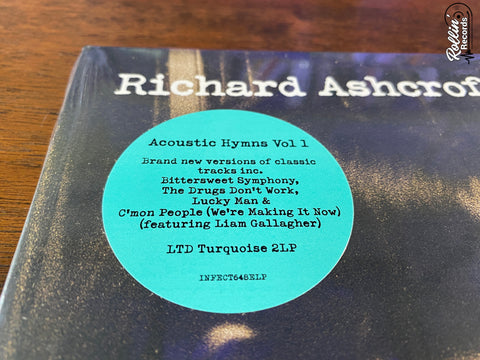 Rollin'
Records
Richard Ashcrof
Acoustic Hymns Vol 1
Brand new versions of classic
tracks inc.
Bittersweet Symphony,
The Drugs Don't Work,
Lucky Man &
C'mon People (We're Making It Now)
(featuring Liam Gallagher)
LTD Turquoise 2LP
INFECT648ELP